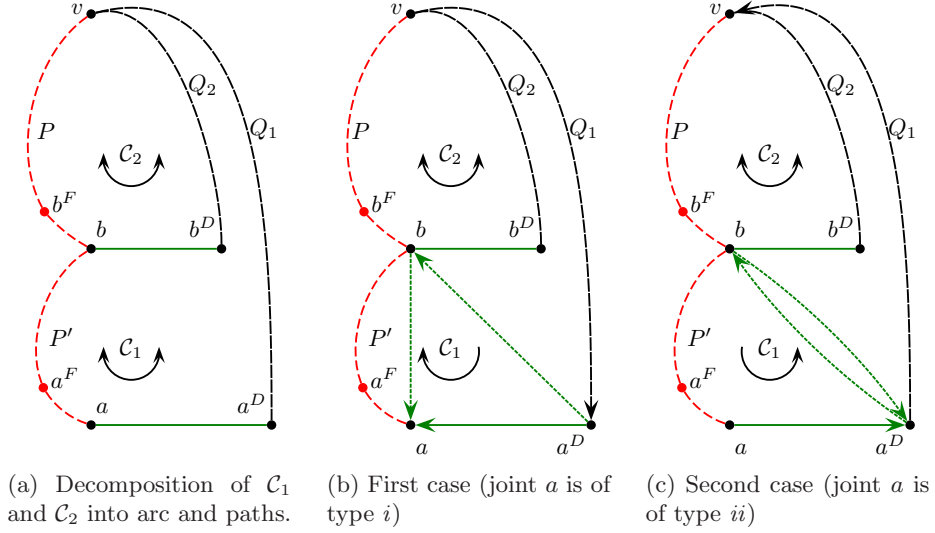 v
Q₂
P
Q₁
𝒞₂
b^F
b
b^D
P′
𝒞₁
a^F
a
a^D
(a) Decomposition of 𝒞₁
and 𝒞₂ into arc and paths.
v
Q₂
P
Q₁
𝒞₂
b^F
b
b^D
P′
𝒞₁
a^F
a
a^D
(b) First case (joint a is of
type i)
v
Q₂
P
Q₁
𝒞₂
b^F
b
b^D
P′
𝒞₁
a^F
a
a^D
(c) Second case (joint a is
of type ii)